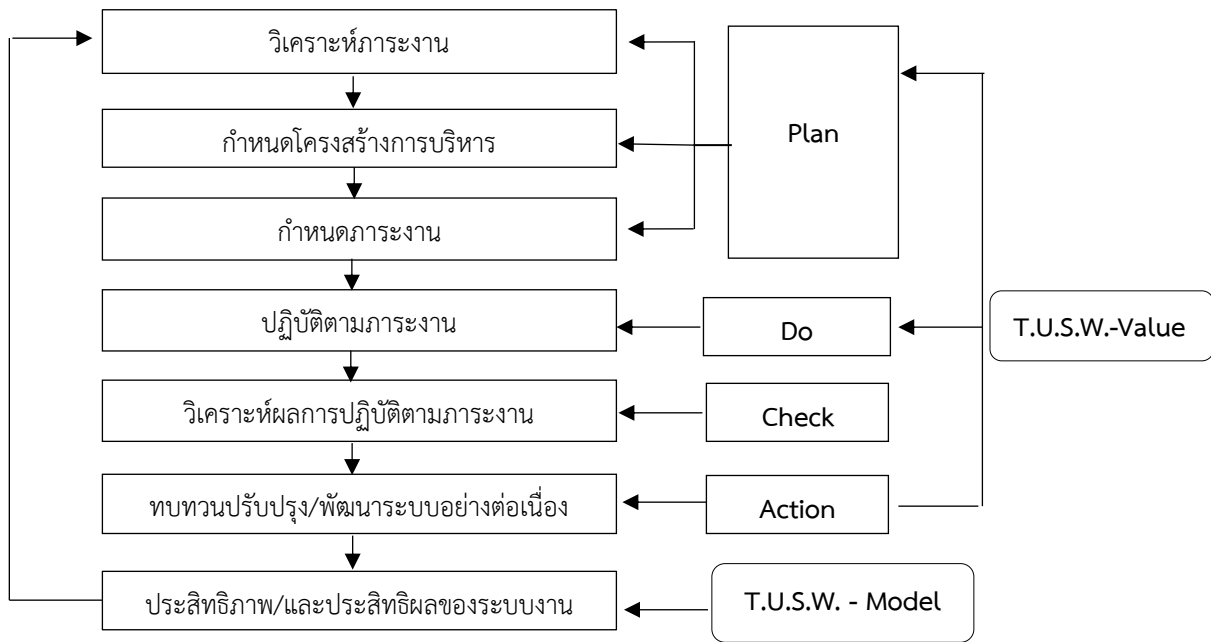 วิเคราะห์ภาระงาน
กำหนดโครงสร้างการบริหาร
Plan
กำหนดภาระงาน
ปฏิบัติตามภาระงาน
Do
T.U.S.W.-Value
วิเคราะห์ผลการปฏิบัติตามภาระงาน
Check
ทบทวนปรับปรุง/พัฒนาระบบอย่างต่อเนื่อง
Action
ประสิทธิภาพ/และประสิทธิผลของระบบงาน
T.U.S.W. - Model